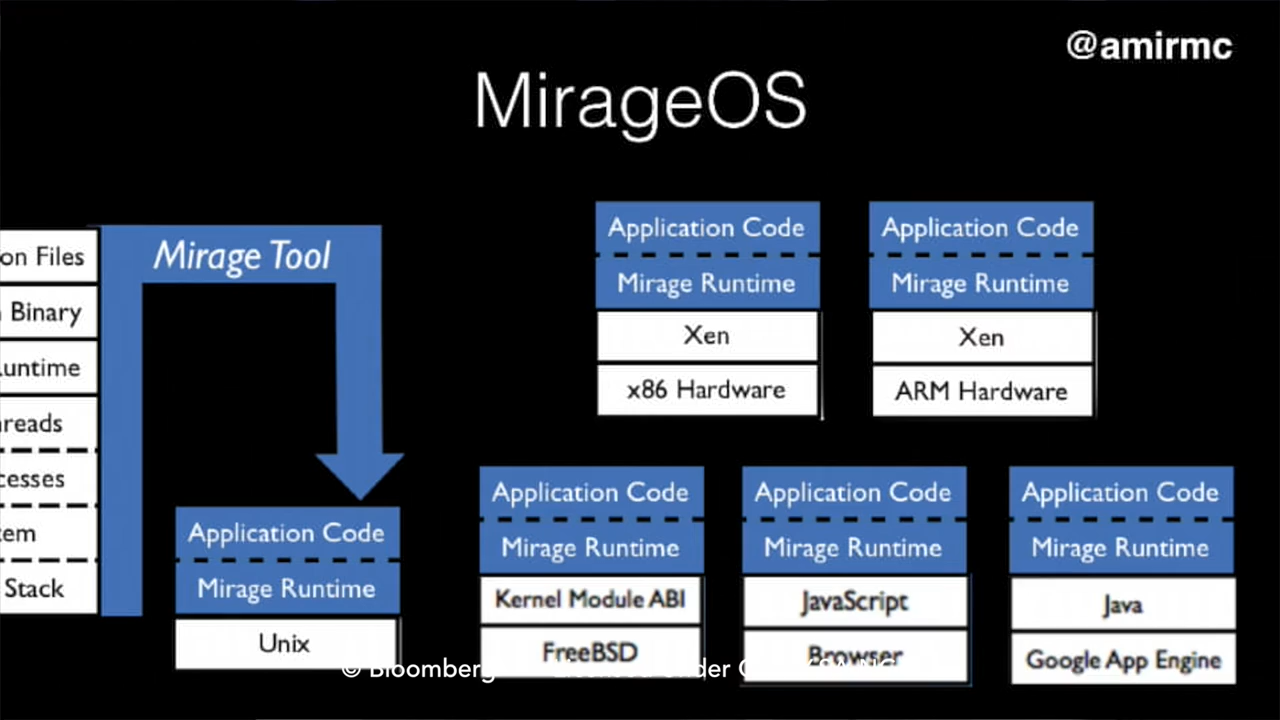 @amirmc
MirageOS
on Files
Binary
untime
reads
cesses
tem
Stack
Mirage Tool
Application Code
Mirage Runtime
Unix
Application Code
Mirage Runtime
Xen
x86 Hardware
Application Code
Mirage Runtime
Xen
ARM Hardware
Application Code
Mirage Runtime
Kernel Module ABI
FreeBSD
Application Code
Mirage Runtime
JavaScript
Browser
Application Code
Mirage Runtime
Java
Google App Engine
© Bloomberg